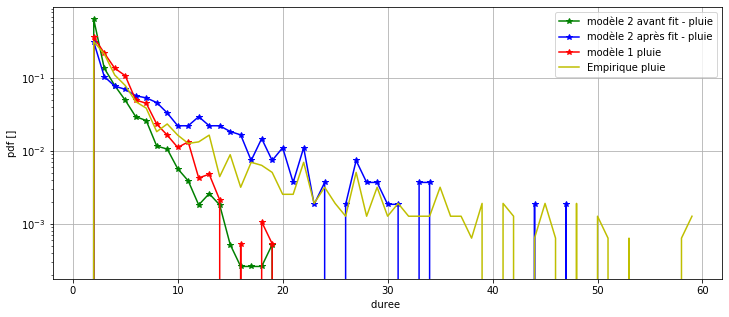 modèle 2 avant fit - pluie
modèle 2 après fit - pluie
modèle 1 pluie
Empirique pluie
pdf []
10⁻¹
10⁻²
10⁻³
0 10 20 30 40 50 60
duree